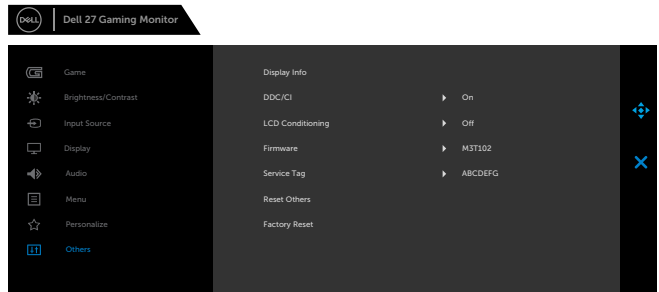 DELL Dell 27 Gaming Monitor
Game Display Info
Brightness/Contrast DDC/CI On
Input Source LCD Conditioning Off
Display Firmware M3T102
Audio Service Tag ABCDEFG
Menu Reset Others
Personalize Factory Reset
Others